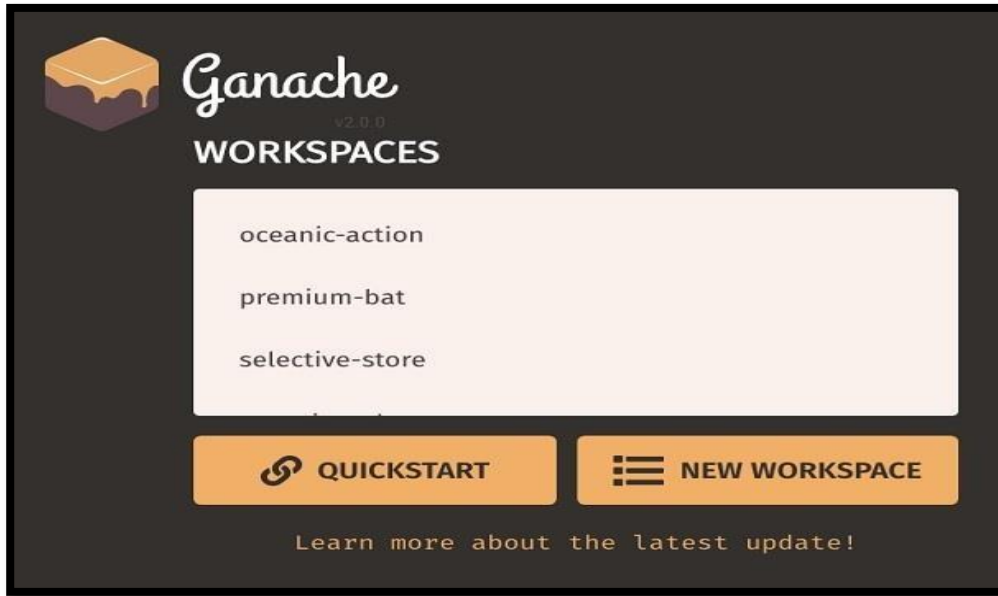 Ganache
v2.0.0
WORKSPACES
oceanic-action
premium-bat
selective-store
QUICKSTART
NEW WORKSPACE
Learn more about the latest update!